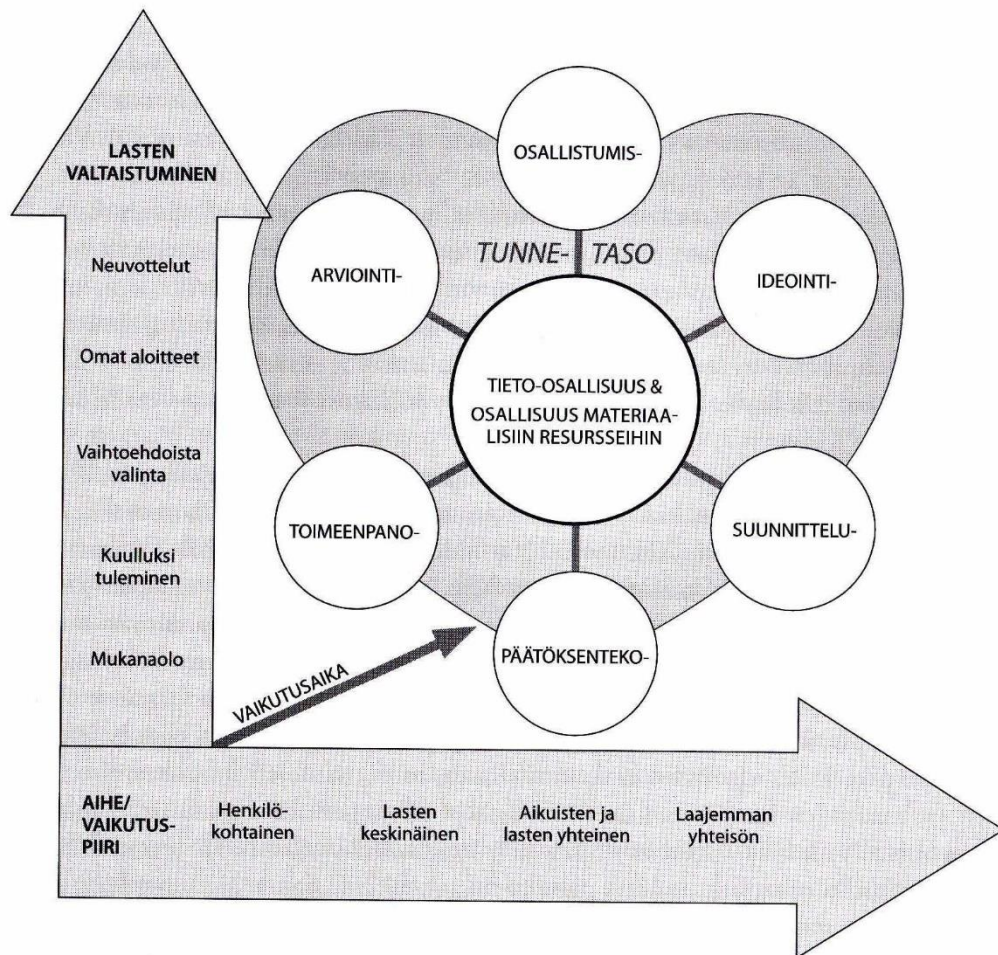 LASTEN
VALTAISTUMINEN
Neuvottelut
Omat aloitteet
Vaihtoehdoista
valinta
Kuulluksi
tuleminen
Mukanaolo
OSALLISTUMIS-
TUNNE- TASO
ARVIOINTI-
IDEOINTI-
TIETO-OSALLISUUS &
OSALLISUUS MATERIAA-
LISIIN RESURSSEIHIN
TOIMEENPANO-
SUUNNITTELU-
PÄÄTÖKSENTEKO-
VAIKUTUSAIKA
AIHE/
VAIKUTUS-
PIIRI
Henkilö-
kohtainen
Lasten
keskinäinen
Aikuisten ja
lasten yhteinen
Laajemman
yhteisön